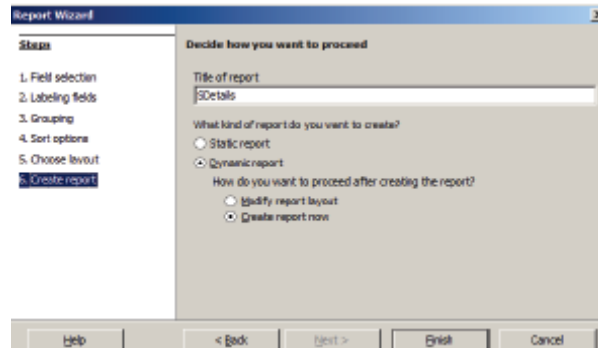 Report Wizard
Steps
1. Field selection
2. Labeling fields
3. Grouping
4. Sort options
5. Choose layout
6. Create report
Decide how you want to proceed
Title of report
SDetails
What kind of report do you want to create?
Static report
Dynamic report
How do you want to proceed after creating the report?
Modify report layout
Create report now
Help
< Back
Next >
Finish
Cancel